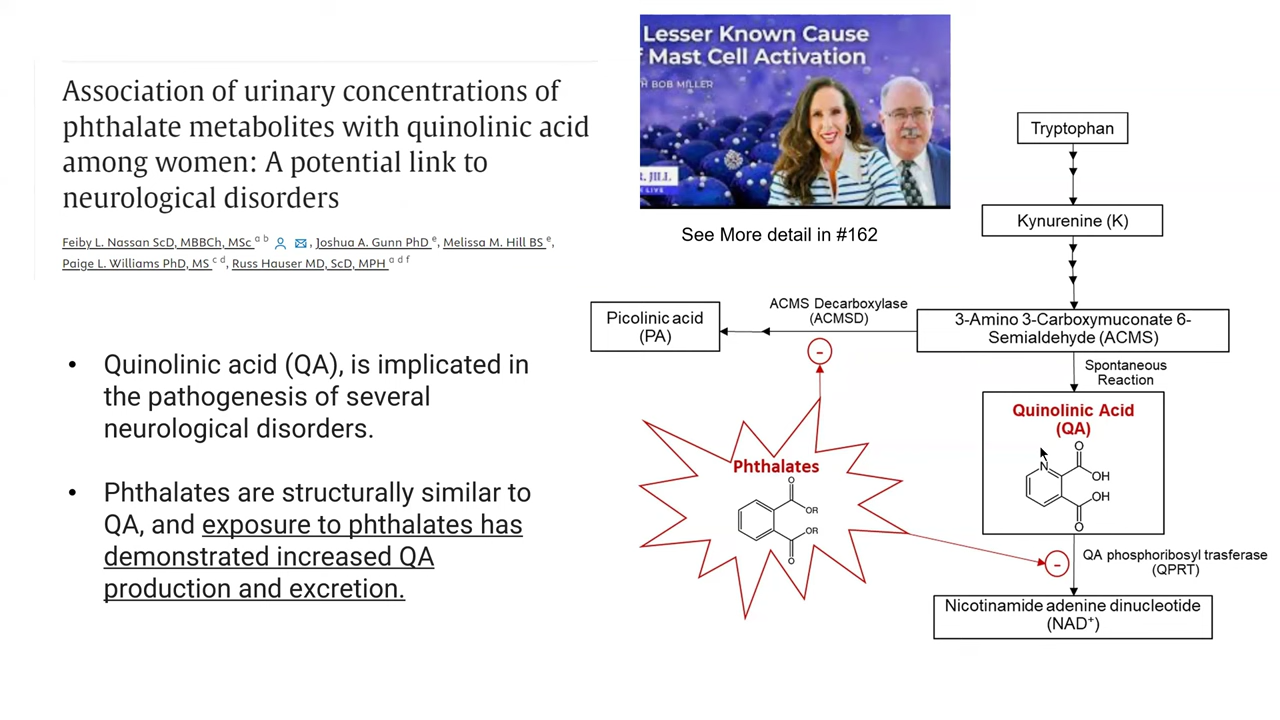 Association of urinary concentrations of
phthalate metabolites with quinolinic acid
among women: A potential link to
neurological disorders
Feiby L. Nassan ScD, MBBCh, MSc a b , Joshua A. Gunn PhD e, Melissa M. Hill BS e,
Paige L. Williams PhD, MS c d, Russ Hauser MD, ScD, MPH a d f
• Quinolinic acid (QA), is implicated in
the pathogenesis of several
neurological disorders.
• Phthalates are structurally similar to
QA, and exposure to phthalates has
demonstrated increased QA
production and excretion.
Lesser Known Cause
Mast Cell Activation
H BOB MILLER
R. JILL
LIVE
See More detail in #162
Tryptophan
Kynurenine (K)
3-Amino 3-Carboxymuconate 6-
Semialdehyde (ACMS)
ACMS Decarboxylase
(ACMSD)
Picolinic acid
(PA)
-
Spontaneous
Reaction
Quinolinic Acid
(QA)
N
O
OH
OH
O
Phthalates
O
OR
OR
O
-
QA phosphoribosyl trasferase
(QPRT)
Nicotinamide adenine dinucleotide
(NAD+)